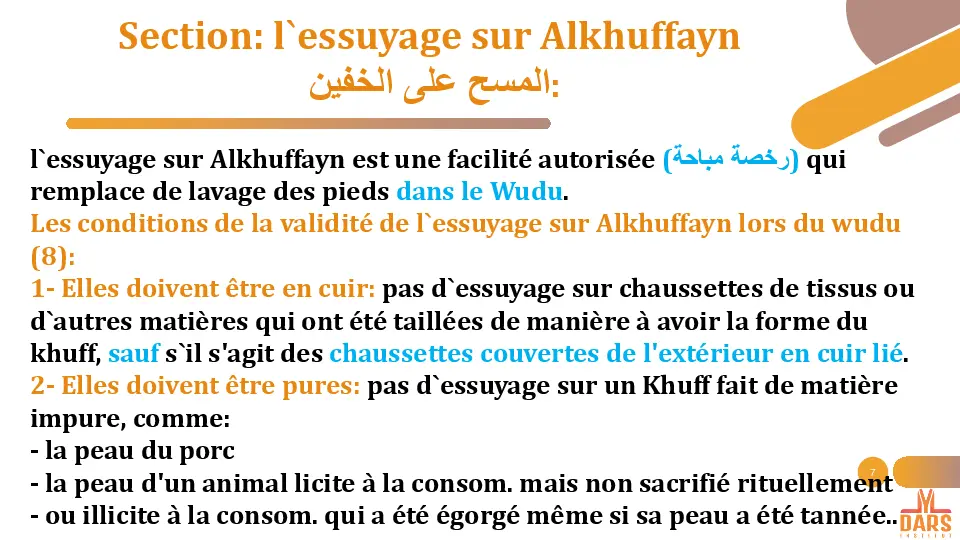 Section: l`essuyage sur Alkhuffayn
المسح على الخفين:
l`essuyage sur Alkhuffayn est une facilité autorisée (رخصة مباحة) qui
remplace de lavage des pieds dans le Wudu.
Les conditions de la validité de l`essuyage sur Alkhuffayn lors du wudu
(8):
1- Elles doivent être en cuir: pas d`essuyage sur chaussettes de tissus ou
d`autres matières qui ont été taillées de manière à avoir la forme du
khuff, sauf s`il s'agit des chaussettes couvertes de l'extérieur en cuir lié.
2- Elles doivent être pures: pas d`essuyage sur un Khuff fait de matière
impure, comme:
- la peau du porc
- la peau d'un animal licite à la consom. mais non sacrifié rituellement
- ou illicite à la consom. qui a été égorgé même si sa peau a été tannée..
7
DARS
INSTITUT